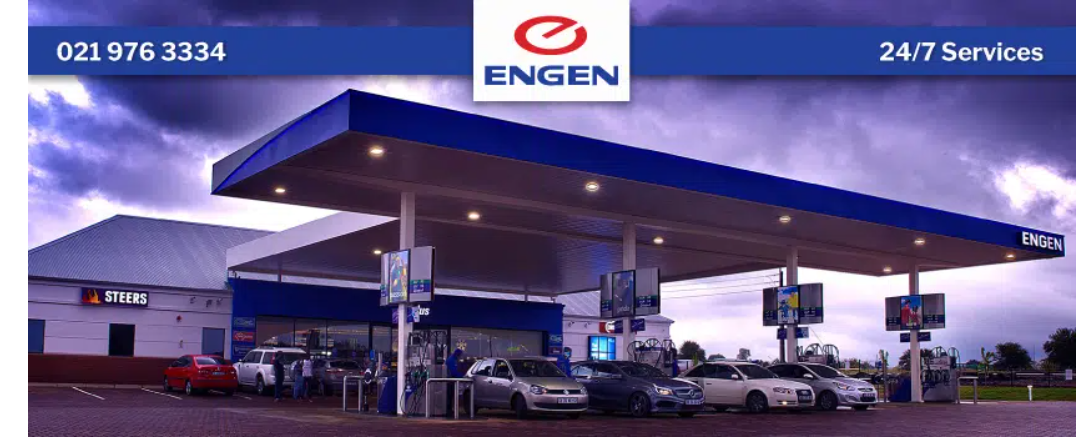 021 976 3334
ENGEN
24/7 Services
ENGEN
STEERS